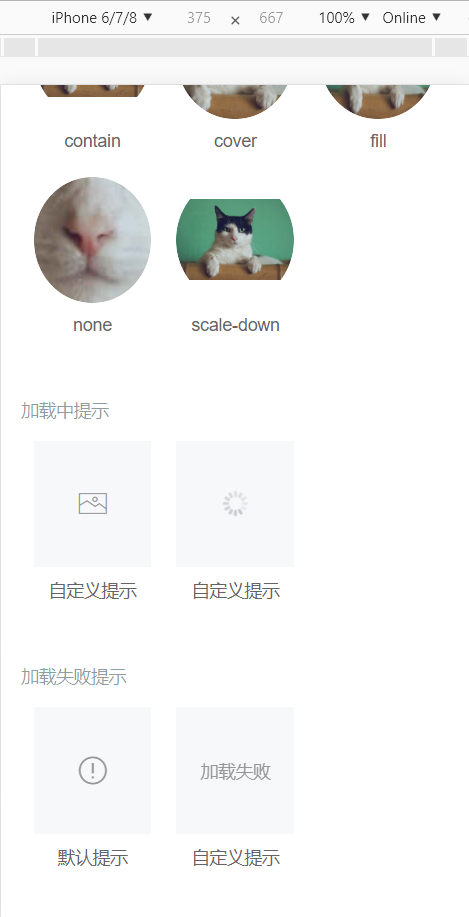 iPhone 6/7/8 ▼ 375 × 667 100% ▼ Online ▼
contain cover fill
none scale-down
加载中提示
自定义提示 自定义提示
加载失败提示
加载失败
默认提示 自定义提示